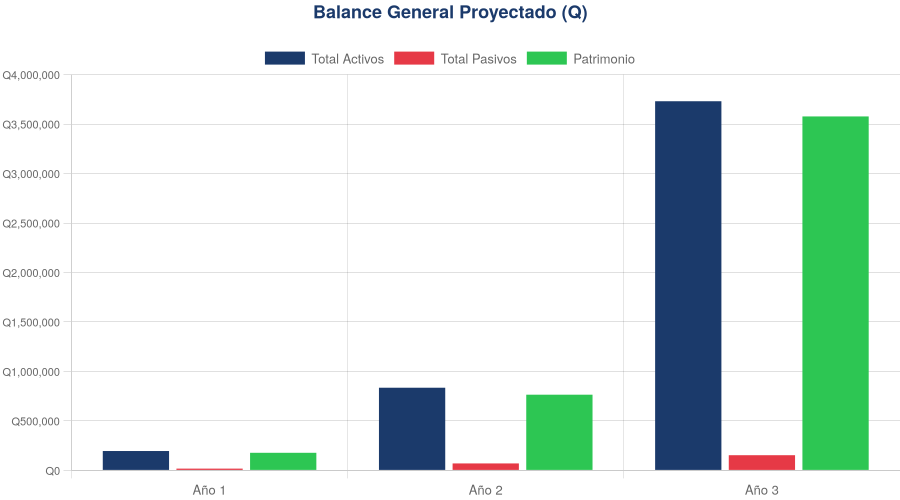 Balance General Proyectado (Q)
Total Activos Total Pasivos Patrimonio
Q4,000,000
Q3,500,000
Q3,000,000
Q2,500,000
Q2,000,000
Q1,500,000
Q1,000,000
Q500,000
Q0
Año 1 Año 2 Año 3